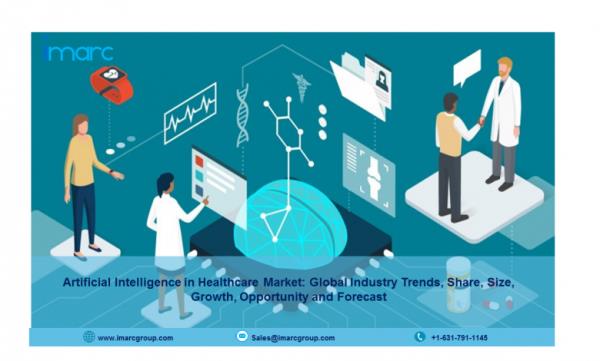 imarc
Artificial Intelligence in Healthcare Market: Global Industry Trends, Share, Size,
Growth, Opportunity and Forecast
www.imarcgroup.com Sales@imarcgroup.com +1-631-791-1145